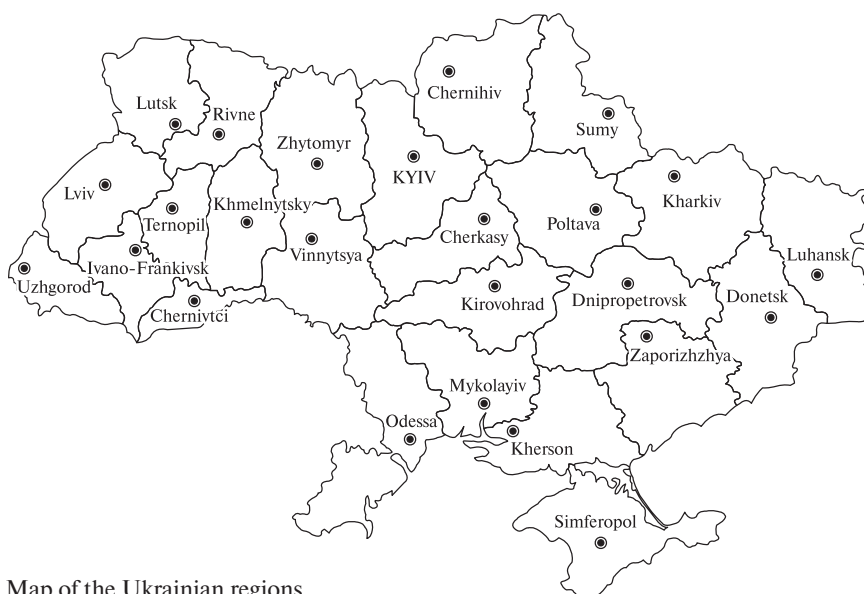 Chernihiv
Lutsk
Rivne
Sumy
Zhytomyr
KYIV
Lviv
Khmelnytsky
Kharkiv
Ternopil
Poltava
Cherkasy
Vinnytsya
Luhansk
Ivano-Frankivsk
Uzhgorod
Kirovohrad
Dnipropetrovsk
Donetsk
Chernivtci
Zaporizhzhya
Mykolayiv
Odessa
Kherson
Simferopol
Map of the Ukrainian regions